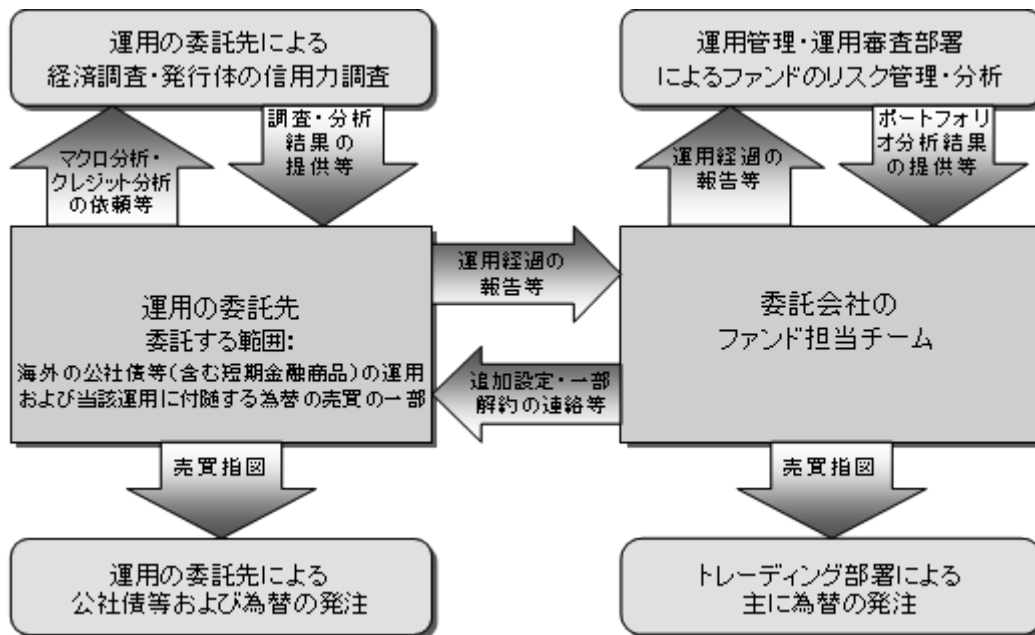 運用の委託先による
経済調査・発行体の信用力調査
運用管理・運用審査部署
によるファンドのリスク管理・分析
マクロ分析・
クレジット分析
の依頼等
調査・分析
結果の
提供等
運用経過の
報告等
ポートフォリ
オ分析結果
の提供等
運用の委託先
委託する範囲:
海外の公社債等(含む短期金融商品)の運用
および当該運用に付随する為替の売買の一部
運用経過の
報告等
追加設定・一部
解約の連絡等
委託会社の
ファンド担当チーム
売買指図
売買指図
運用の委託先による
公社債等および為替の発注
トレーディング部署による
主に為替の発注